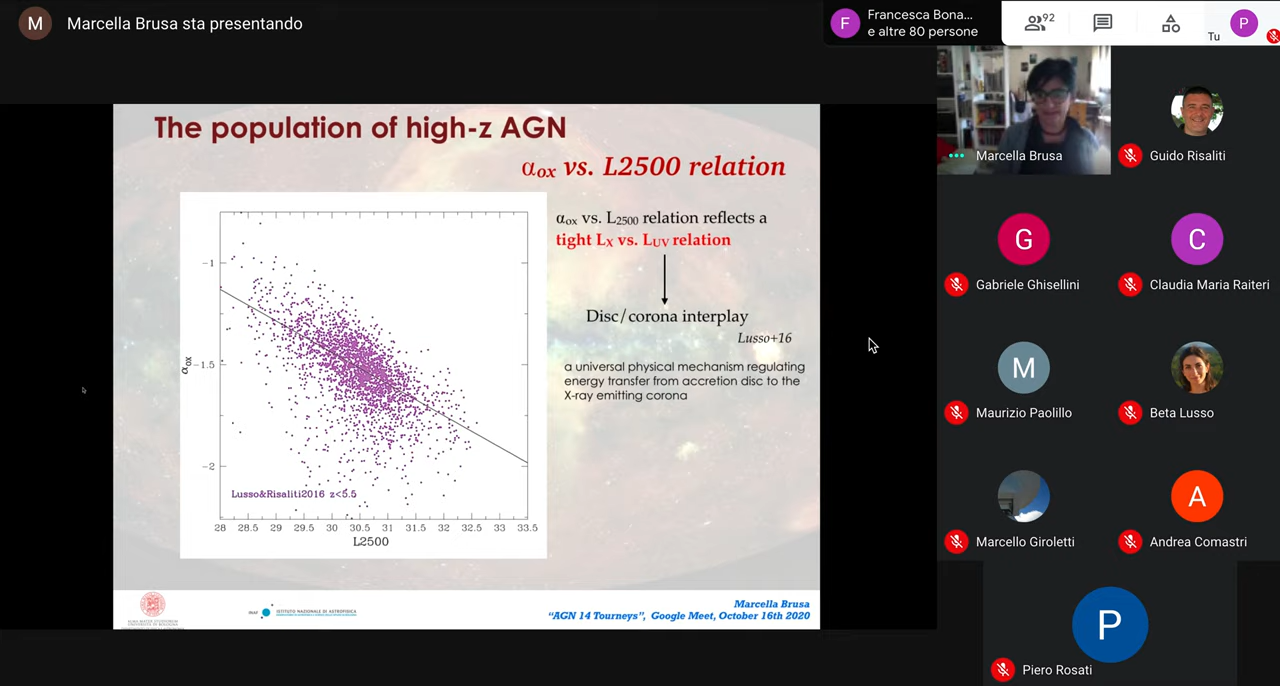 M
Marcella Brusa sta presentando
F
Francesca Bona...
e altre 80 persone
92
Tu
P
The population of high-z AGN
αox vs. L2500 relation
αox vs. L2500 relation reflects a
tight LX vs. LUV relation
Disc/corona interplay
Lusso+16
a universal physical mechanism regulating
energy transfer from accretion disc to the
X-ray emitting corona
−1
−1.5
−2
αox
Lusso&Risaliti2016 z<5.5
28 28.5 29 29.5 30 30.5 31 31.5 32 32.5 33 33.5
L2500
ALMA MATER STUDIORUM
UNIVERSITÀ DI BOLOGNA
INAF
ISTITUTO NAZIONALE DI ASTROFISICA
Marcella Brusa
“AGN 14 Tourneys”, Google Meet, October 16th 2020
Marcella Brusa
Guido Risaliti
G
Gabriele Ghisellini
C
Claudia Maria Raiteri
M
Maurizio Paolillo
Beta Lusso
Marcello Giroletti
A
Andrea Comastri
P
Piero Rosati